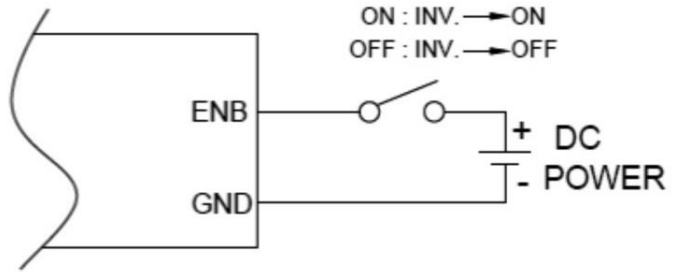 ON : INV. → ON
OFF : INV. → OFF
ENB
+ DC
- POWER
GND